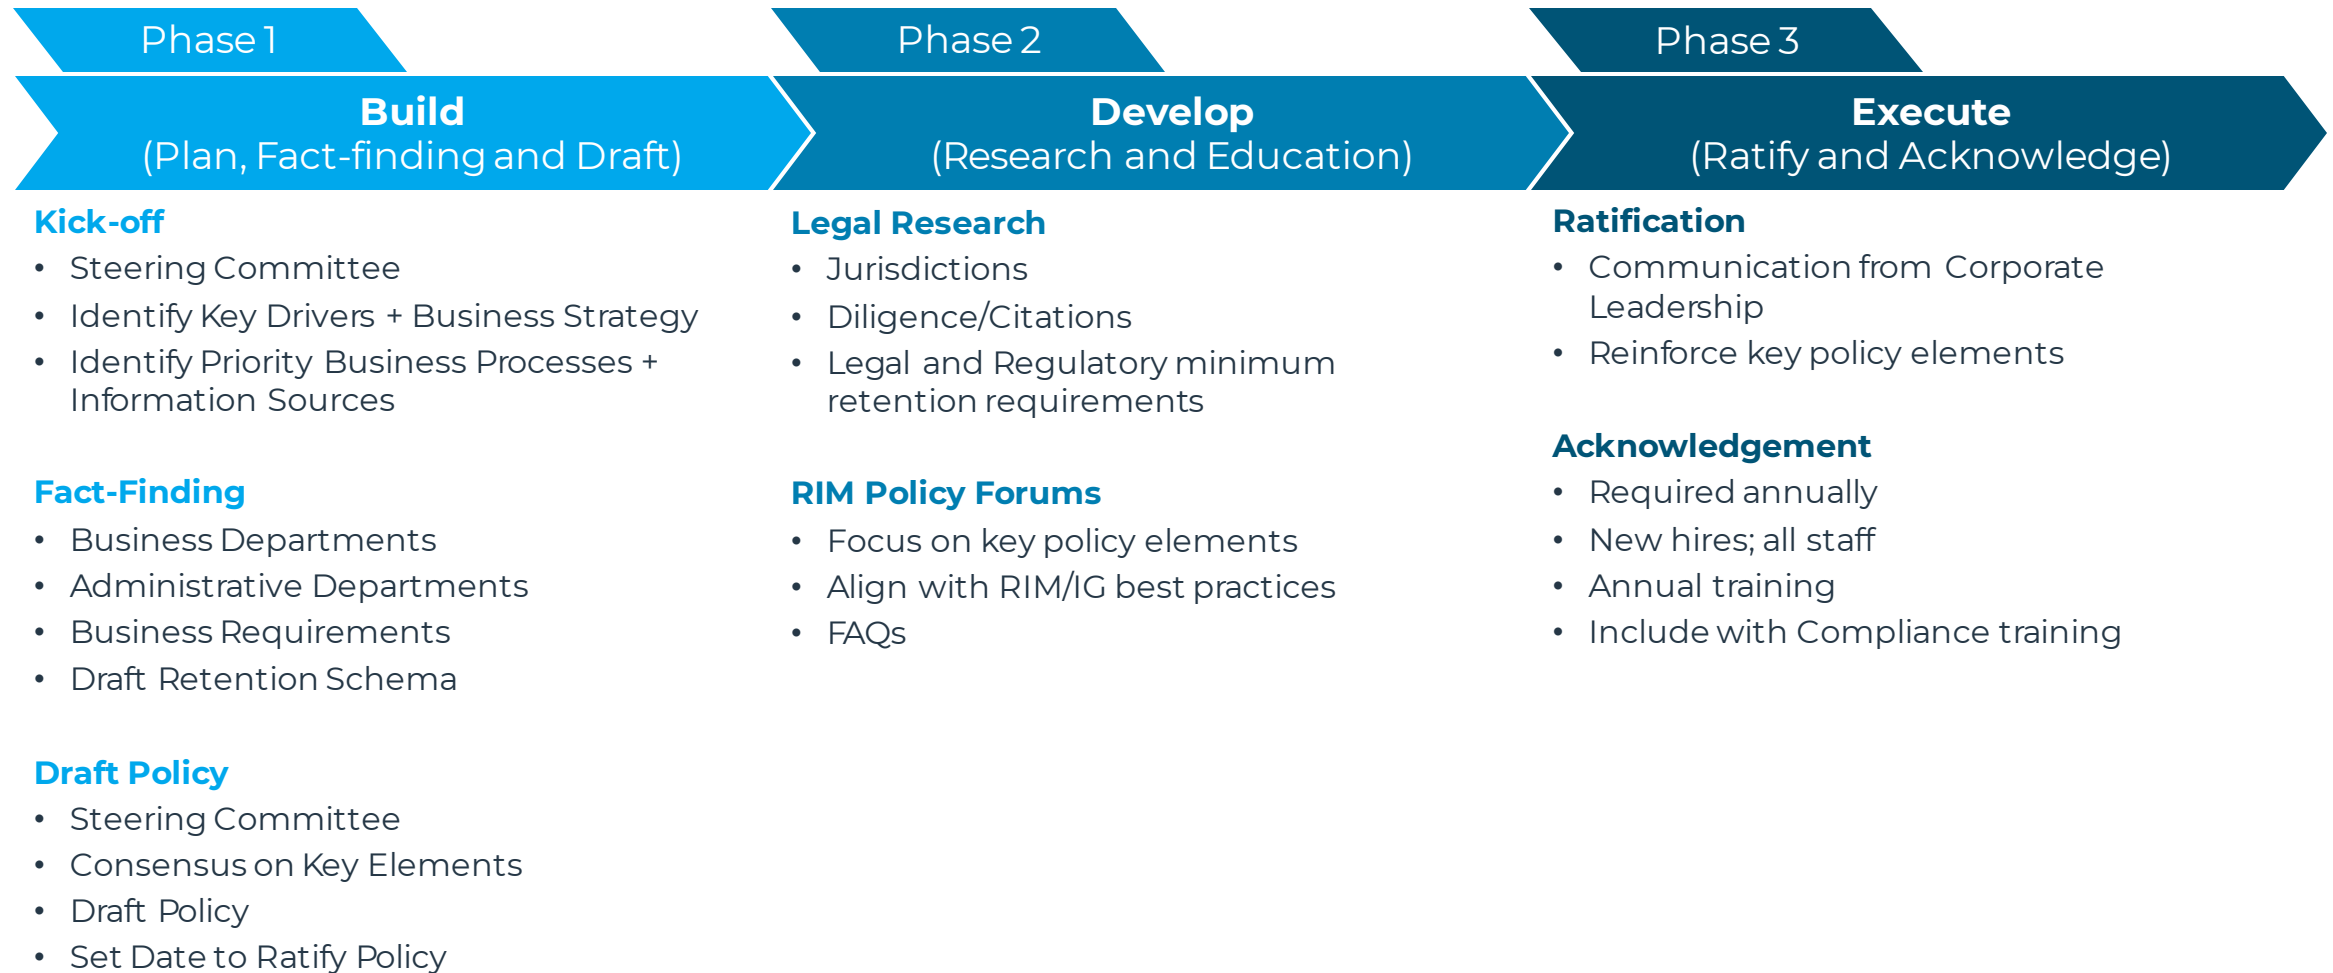 Phase 1
Build
(Plan, Fact-finding and Draft)
Kick-off
• Steering Committee
• Identify Key Drivers + Business Strategy
• Identify Priority Business Processes +
Information Sources
Fact-Finding
• Business Departments
• Administrative Departments
• Business Requirements
• Draft Retention Schema
Draft Policy
• Steering Committee
• Consensus on Key Elements
• Draft Policy
• Set Date to Ratify Policy
Phase 2
Develop
(Research and Education)
Legal Research
• Jurisdictions
• Diligence/Citations
• Legal and Regulatory minimum
retention requirements
RIM Policy Forums
• Focus on key policy elements
• Align with RIM/IG best practices
• FAQs
Phase 3
Execute
(Ratify and Acknowledge)
Ratification
• Communication from Corporate
Leadership
• Reinforce key policy elements
Acknowledgement
• Required annually
• New hires; all staff
• Annual training
• Include with Compliance training